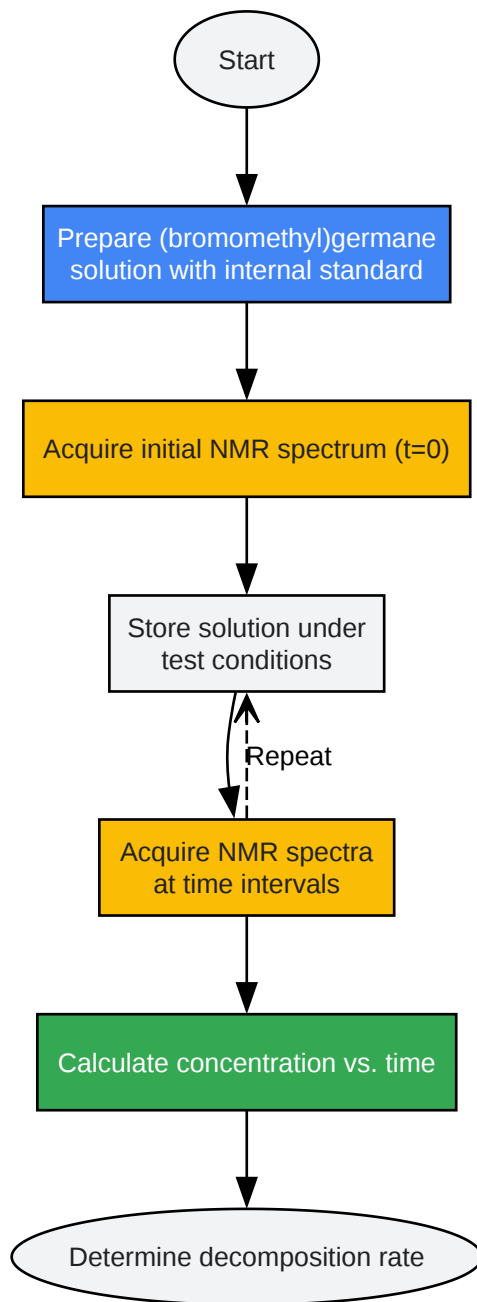 Start
Prepare (bromomethyl)germane
solution with internal standard
Acquire initial NMR spectrum (t=0)
Store solution under
test conditions
Repeat
Acquire NMR spectra
at time intervals
Calculate concentration vs. time
Determine decomposition rate